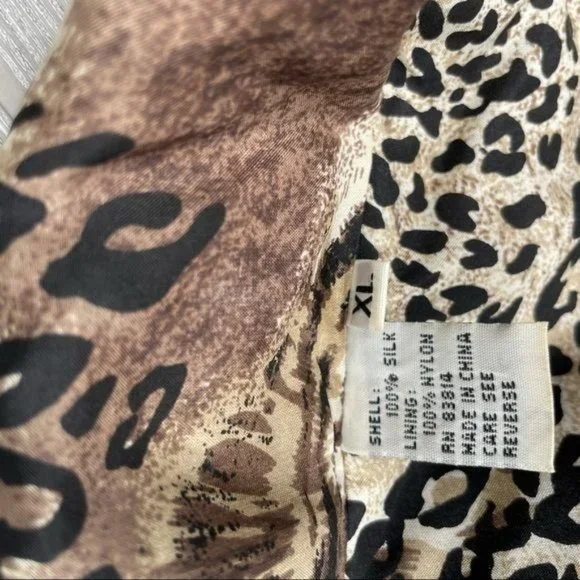 XL
SHELL:
100% SILK
LINING:
100% NYLON
RN 83814
MADE IN CHINA
CARE SEE
REVERSE